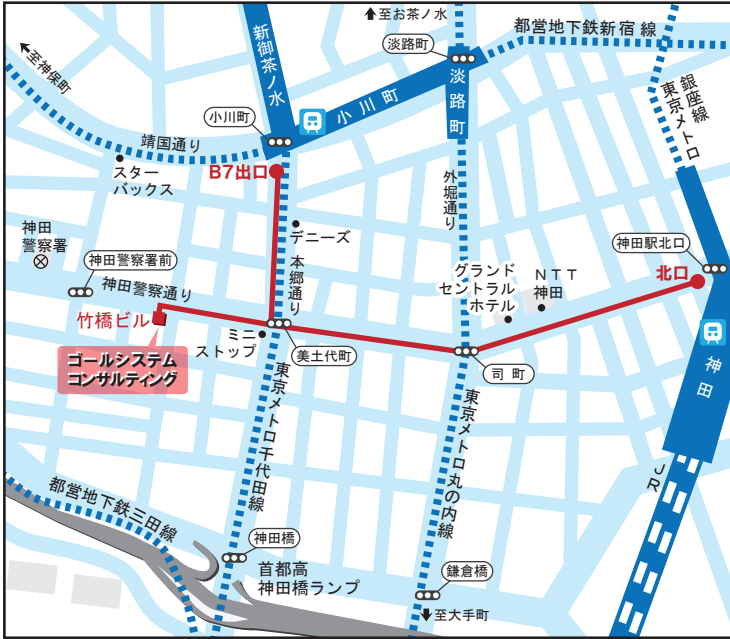 至お茶ノ水
都営地下鉄新宿線
淡路町
新御茶ノ水
至神保町
小川町
小川町
淡路町
銀座線
東京メトロ
靖国通り
B7出口
スター
バックス
外堀通り
神田
警察署
デニーズ
神田警察署前
本郷通り
神田駅北口
グランド
セントラル
ホテル
NTT
神田
北口
神田警察通り
竹橋ビル
ミニ
ストップ
美土代町
司町
神田
ゴールシステム
コンサルティング
東京メトロ千代田線
東京メトロ丸の内線
JR
都営地下鉄三田線
神田橋
首都高
神田橋ランプ
鎌倉橋
至大手町